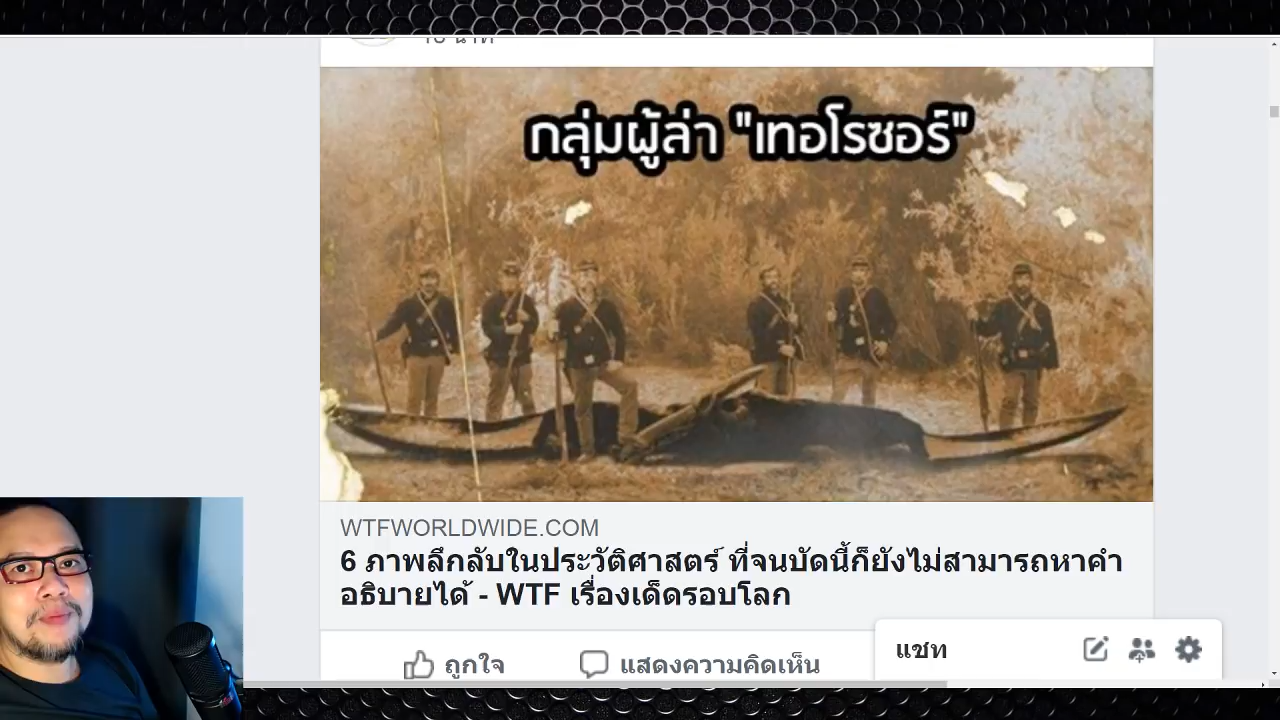 กลุ่มผู้ล่า "เทอโรซอร์"
WTFWORLDWIDE.COM
6 ภาพลึกลับในประวัติศาสตร์ ที่จนบัดนี้ก็ยังไม่สามารถหาคำ
อธิบายได้ - WTF เรื่องเด็ดรอบโลก
ถูกใจ
แสดงความคิดเห็น
แชท